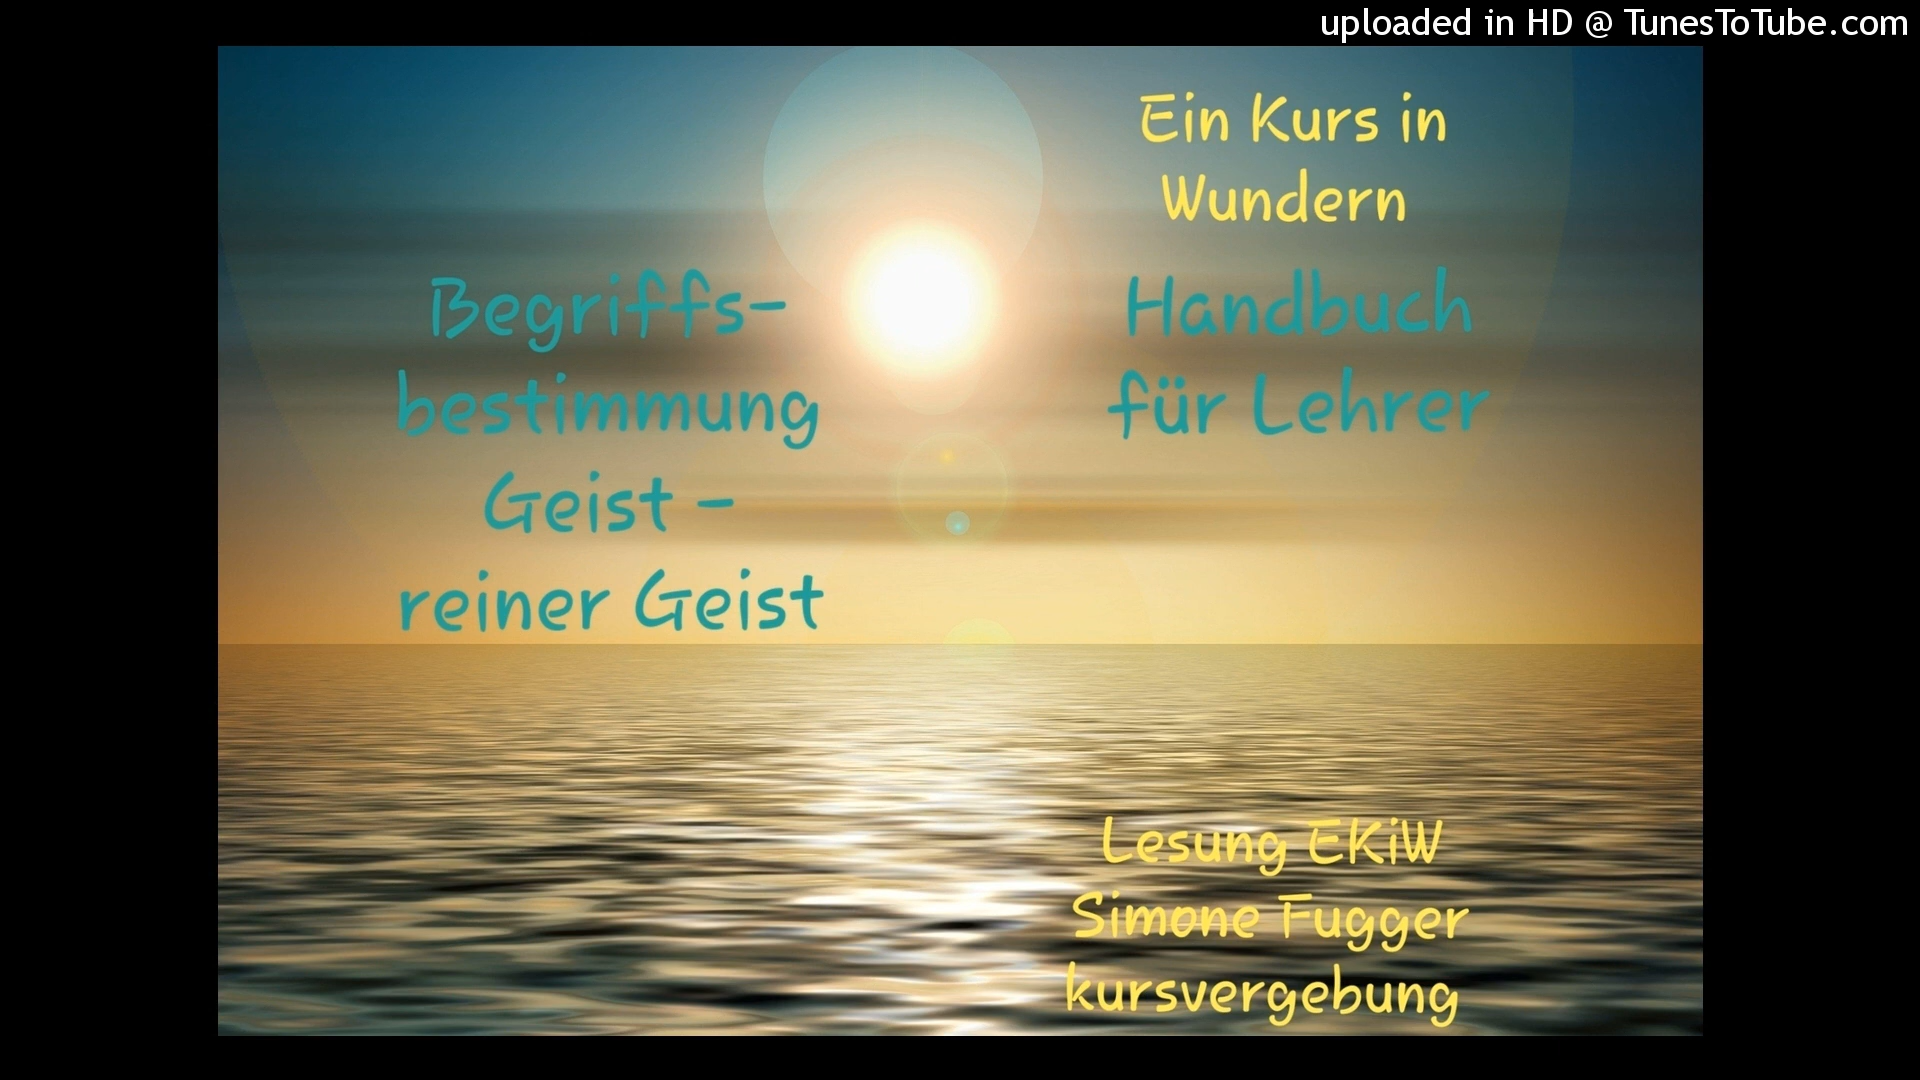 uploaded in HD @ TunesToTube.com
Ein Kurs in
Wundern
Handbuch
für Lehrer
Begriffs-
bestimmung
Geist -
reiner Geist
Lesung EKiW
Simone Fugger
kursvergebung